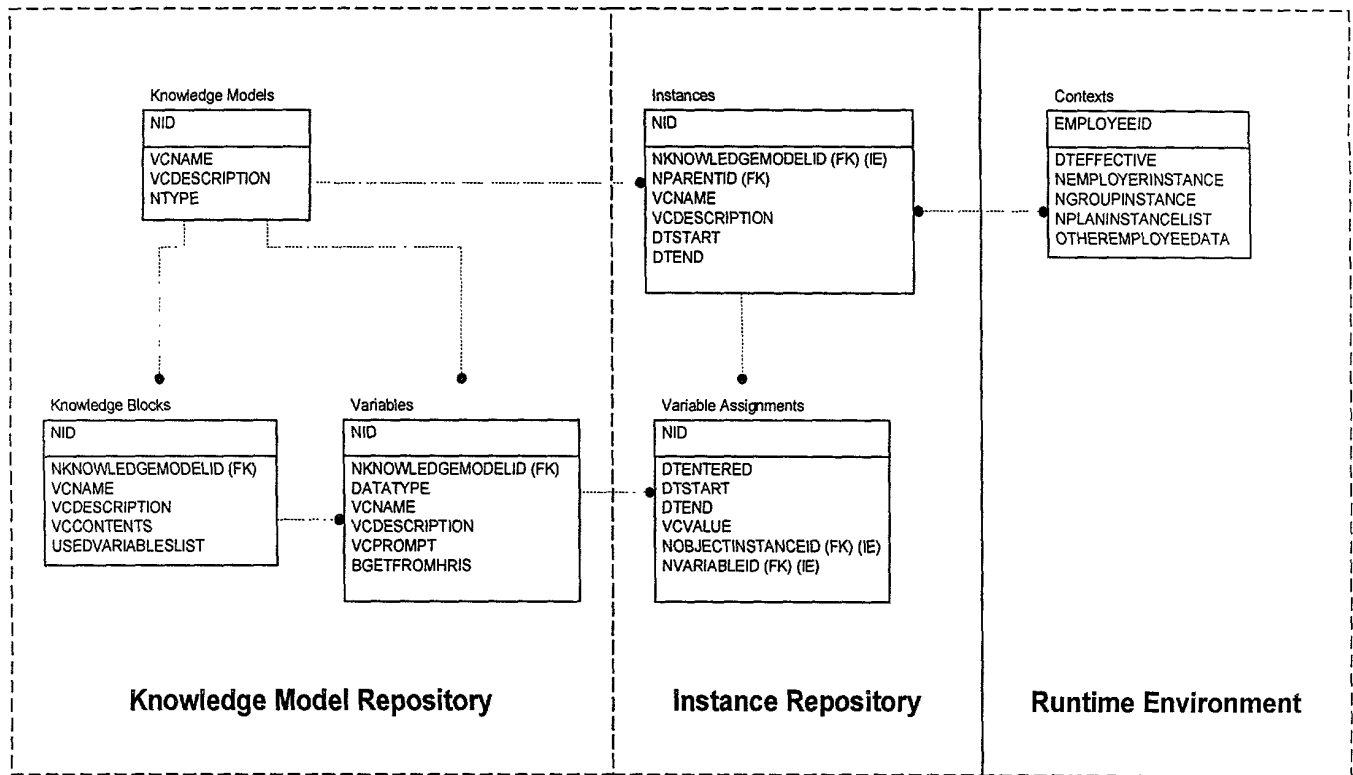 Knowledge Models
NID
VCNAME
VCDESCRIPTION
NTYPE
Instances
NID
NKNOWLEDGEMODELID (FK) (IE)
NPARENTID (FK)
VCNAME
VCDESCRIPTION
DTSTART
DTEND
Contexts
EMPLOYEEID
DTEFFECTIVE
NEMPLOYERINSTANCE
NGROUPINSTANCE
NPLANINSTANCELIST
OTHEREMPLOYEEDATA
Knowledge Blocks
NID
NKNOWLEDGEMODELID (FK)
VCNAME
VCDESCRIPTION
VCCONTENTS
USEDVARIABLESLIST
Variables
NID
NKNOWLEDGEMODELID (FK)
DATATYPE
VCNAME
VCDESCRIPTION
VCPROMPT
BGETFROMHRIS
Variable Assignments
NID
DTENTERED
DTSTART
DTEND
VCVALUE
NOBJECTINSTANCEID (FK) (IE)
NVARIABLEID (FK) (IE)
Knowledge Model Repository
Instance Repository
Runtime Environment